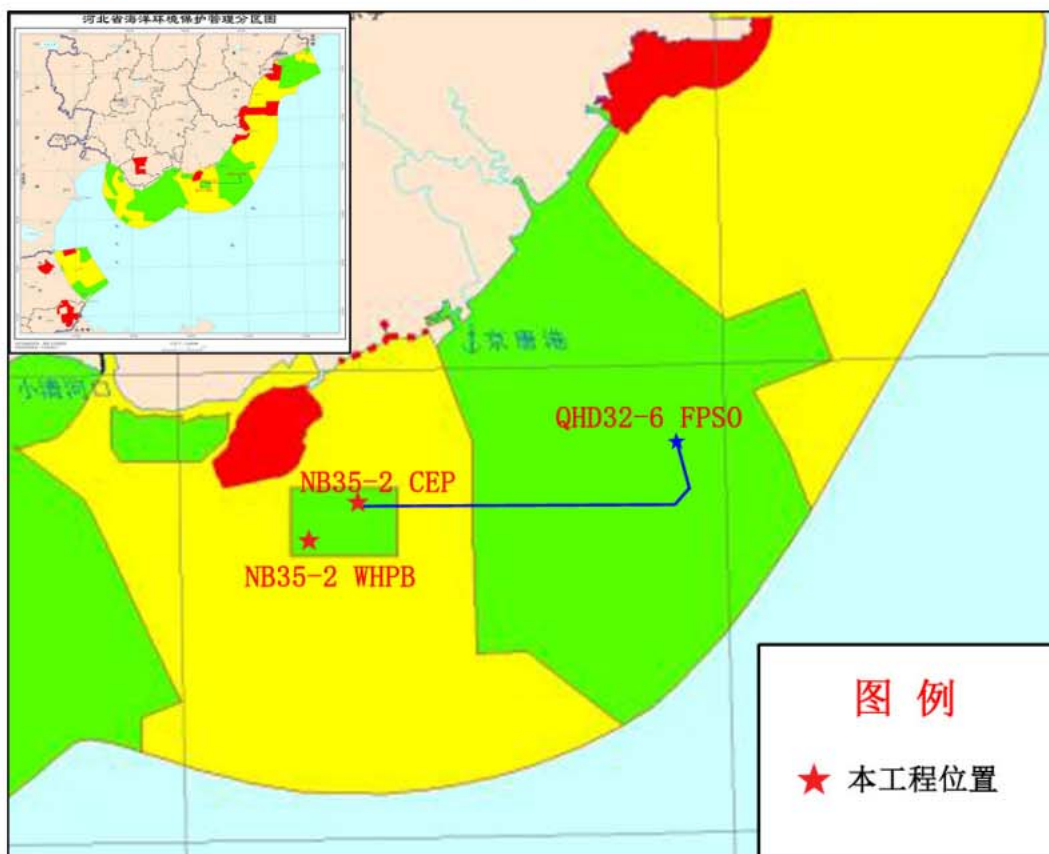 河北省海洋环境保护管理分区图
京唐港
小清河口
QHD32-6 FPSO
NB35-2 CEP
NB35-2 WHPB
图 例
本工程位置